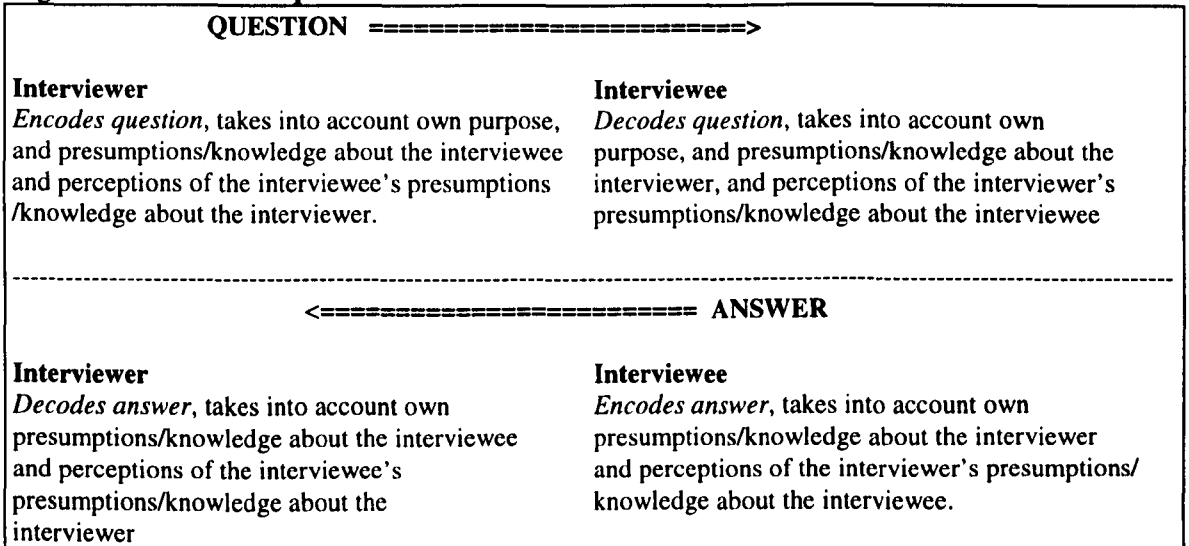 QUESTION =========================>
Interviewer
Encodes question, takes into account own purpose,
and presumptions/knowledge about the interviewee
and perceptions of the interviewee's presumptions
/knowledge about the interviewer.
Interviewee
Decodes question, takes into account own
purpose, and presumptions/knowledge about the
interviewer, and perceptions of the interviewer's
presumptions/knowledge about the interviewee
<========================= ANSWER
Interviewer
Decodes answer, takes into account own
presumptions/knowledge about the interviewee
and perceptions of the interviewee's
presumptions/knowledge about the
interviewer
Interviewee
Encodes answer, takes into account own
presumptions/knowledge about the interviewer
and perceptions of the interviewer's presumptions/
knowledge about the interviewee.